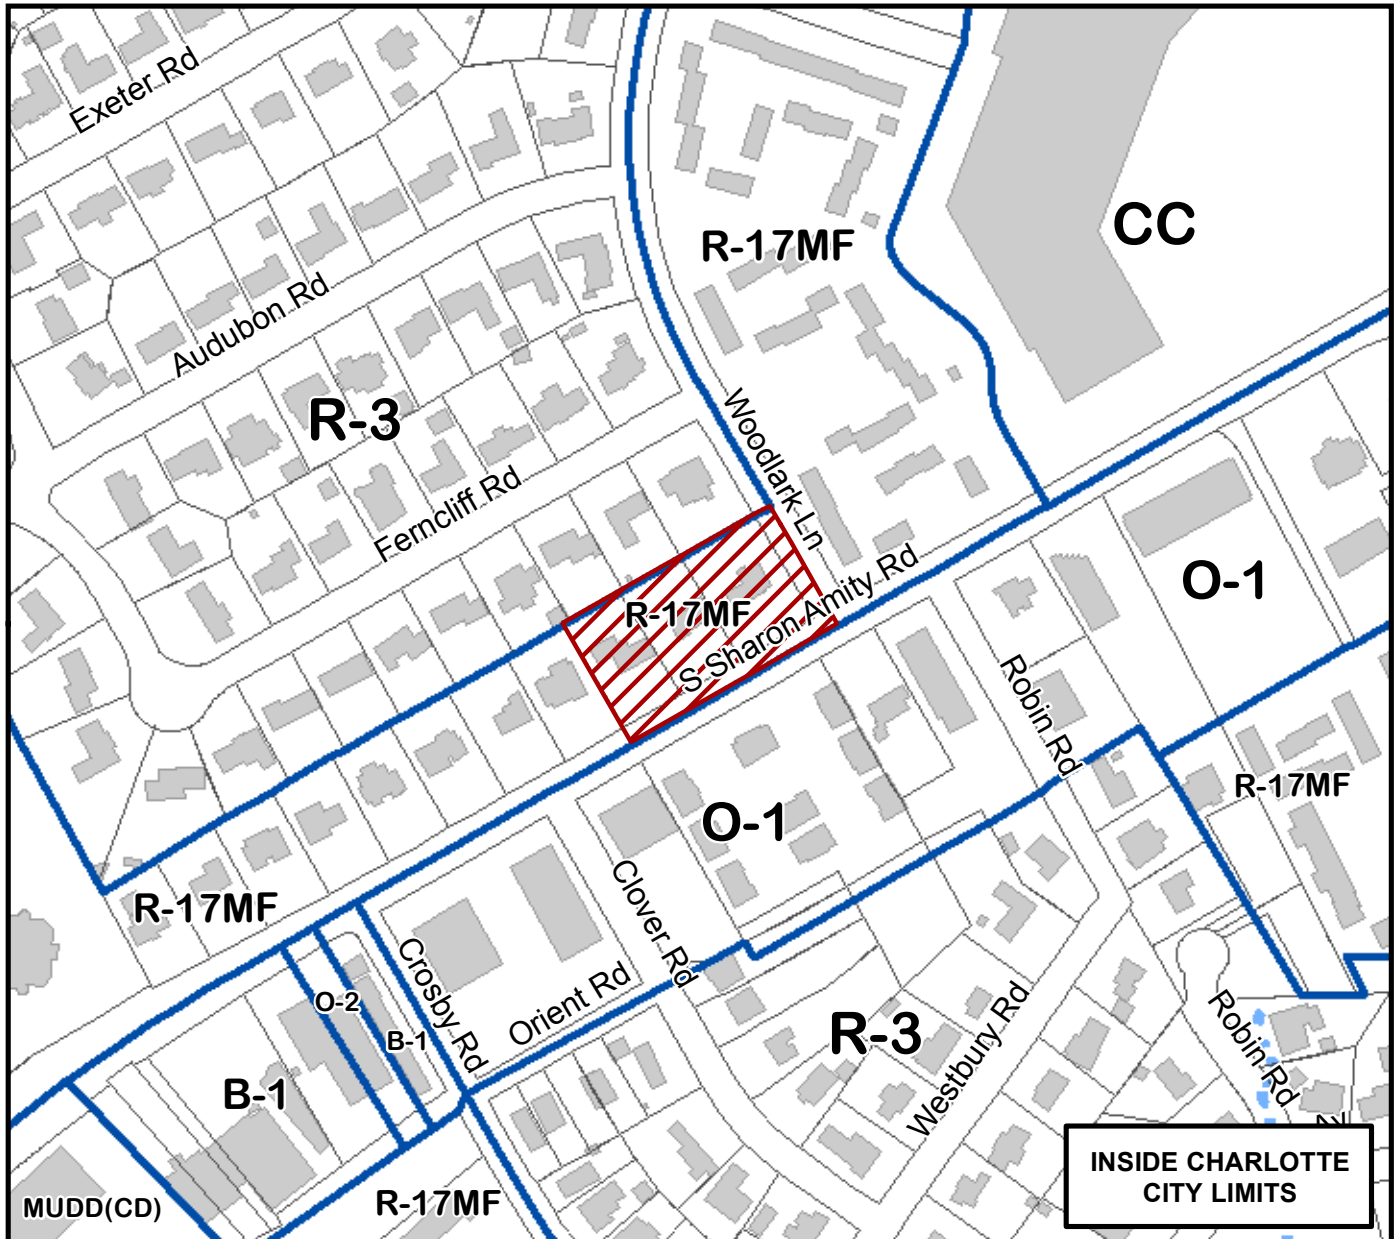 Exeter Rd
CC
R-17MF
Audubon Rd
R-3
Woodlark Ln
Ferncliff Rd
O-1
R-17MF
S Sharon Amity Rd
Robin Rd
R-17MF
O-1
Clover Rd
R-17MF
Crosby Rd
O-2
Orient Rd
B-1
R-3
Westbury Rd
Robin Rd
B-1
INSIDE CHARLOTTE
CITY LIMITS
MUDD(CD)
R-17MF